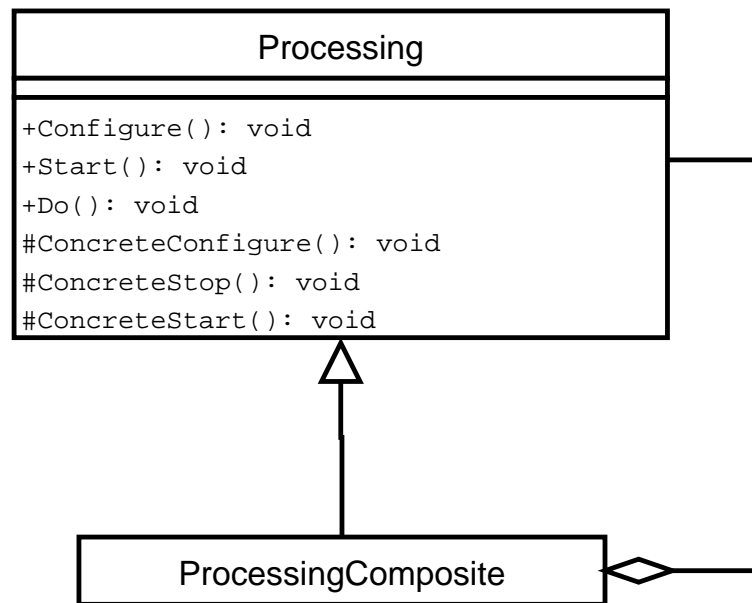 Processing
+Configure(): void
+Start(): void
+Do(): void
#ConcreteConfigure(): void
#ConcreteStop(): void
#ConcreteStart(): void
ProcessingComposite